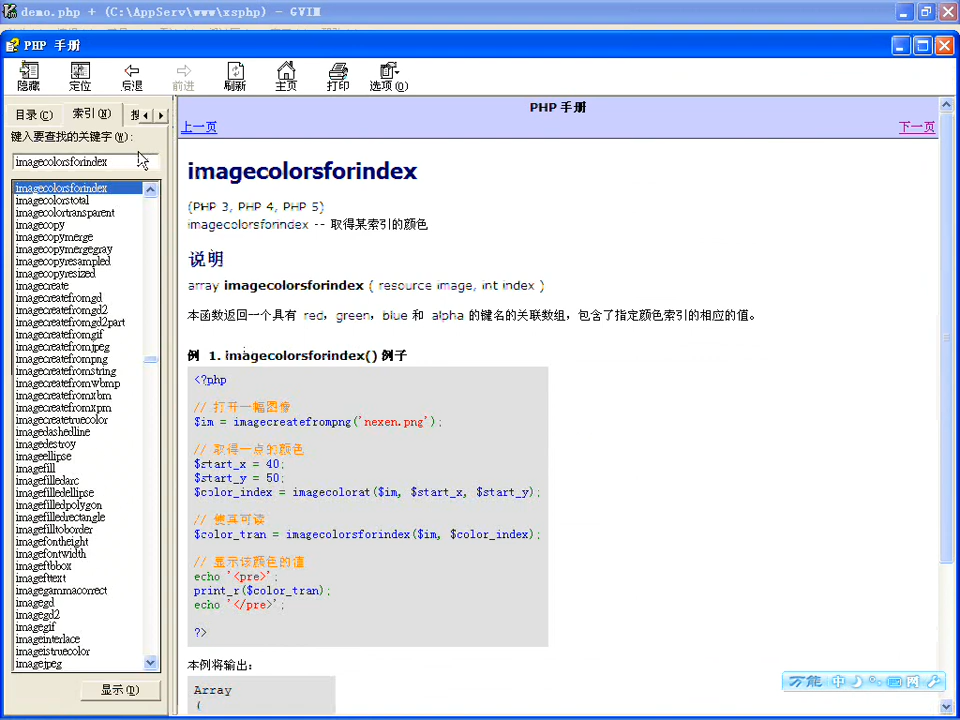 demo.php + (C:\AppServ\www\xsphp) - GVIM
PHP 手册
隐藏 定位 后退 前进 刷新 主页 打印 选项(O)
目录(C) 索引(N)
键入要查找的关键字(W):
imagecolorsforindex
imagecolorsforindex
imagecolorstotal
imagecolortransparent
imagecopy
imagecopymerge
imagecopymergegray
imagecopyresampled
imagecopyresized
imagecreate
imagecreatefromgd
imagecreatefromgd2
imagecreatefromgd2part
imagecreatefromgif
imagecreatefromjpeg
imagecreatefrompng
imagecreatefromstring
imagecreatefromwbmp
imagecreatefromxbm
imagecreatefromxpm
imagecreatetruecolor
imagedashedline
imagedestroy
imageellipse
imagefill
imagefilledarc
imagefilledellipse
imagefilledpolygon
imagefilledrectangle
imagefilltoborder
imagefontheight
imagefontwidth
imageftbbox
imagefttext
imagegammacorrect
imagegd
imagegd2
imagegif
imageinterlace
imageistruecolor
imagejpeg
显示(D)
PHP 手册
上一页 下一页
imagecolorsforindex
(PHP 3, PHP 4, PHP 5)
imagecolorsforindex -- 取得某索引的颜色
说明
array imagecolorsforindex ( resource image, int index )
本函数返回一个具有 red，green，blue 和 alpha 的键名的关联数组，包含了指定颜色索引的相应的值。
例 1. imagecolorsforindex() 例子
<?php
// 打开一幅图像
$im = imagecreatefrompng('nexen.png');
// 取得一点的颜色
$start_x = 40;
$start_y = 50;
$color_index = imagecolorat($im, $start_x, $start_y);
// 使其可读
$color_tran = imagecolorsforindex($im, $color_index);
// 显示该颜色的值
echo '<pre>';
print_r($color_tran);
echo '</pre>';
?>
本例将输出：
Array
(
万能 中